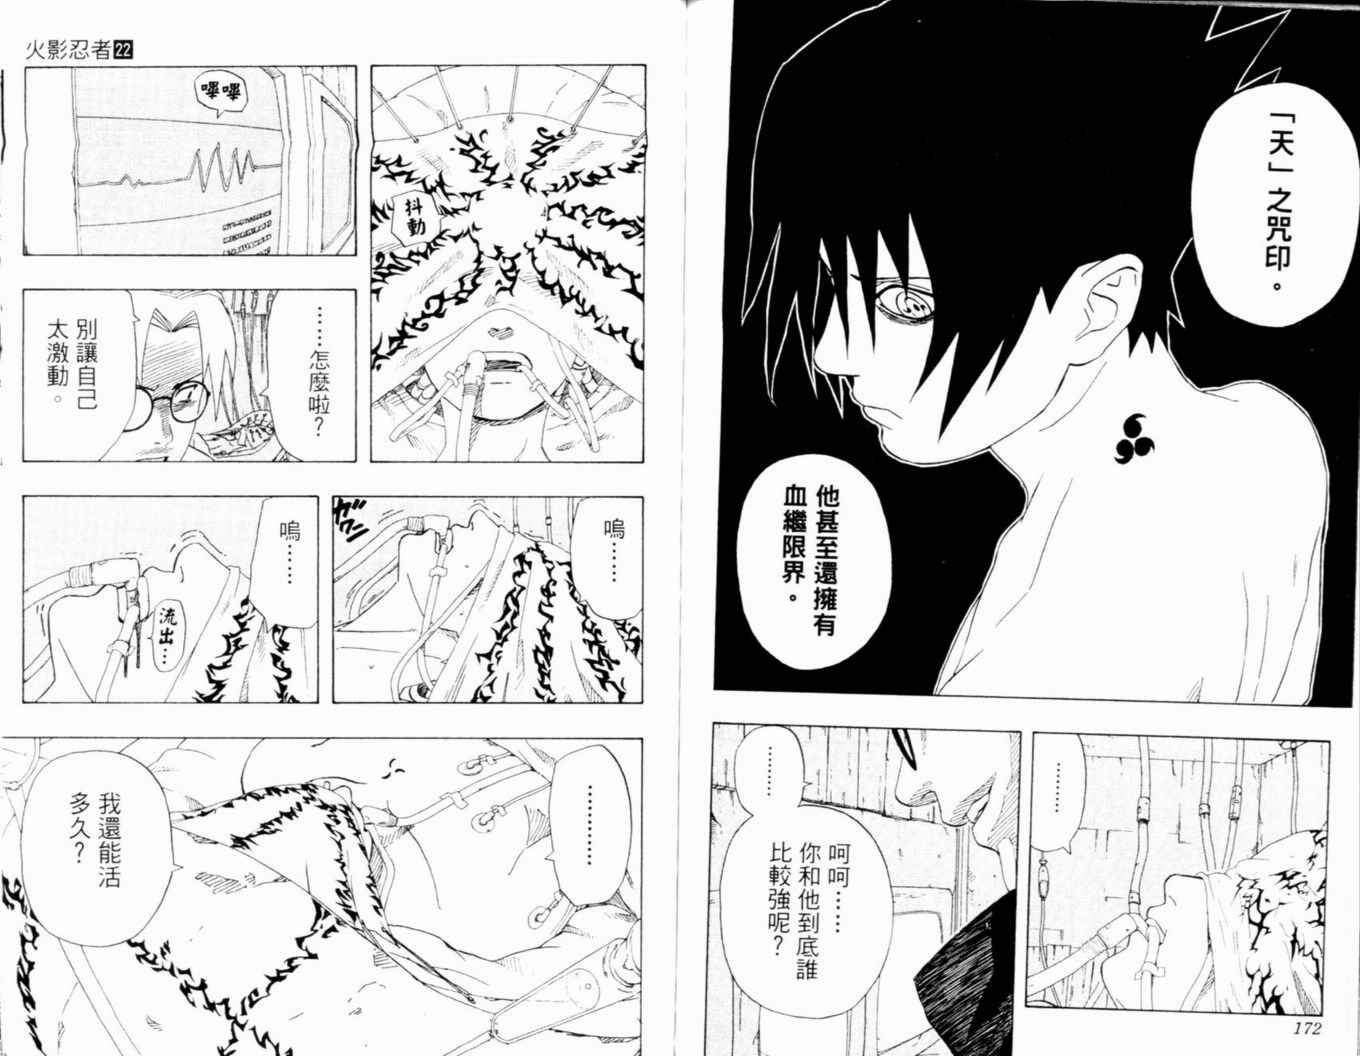 「天」之咒印。
他甚至還擁有
血繼限界。
………
………
呵呵……
你和他到底誰
比較強呢？
172
火影忍者22
抖動
嗶嗶
……怎麼啦？
別讓自己
太激動。
嗚……
ガクン
嗚……
流出…
………
我還能活
多久？